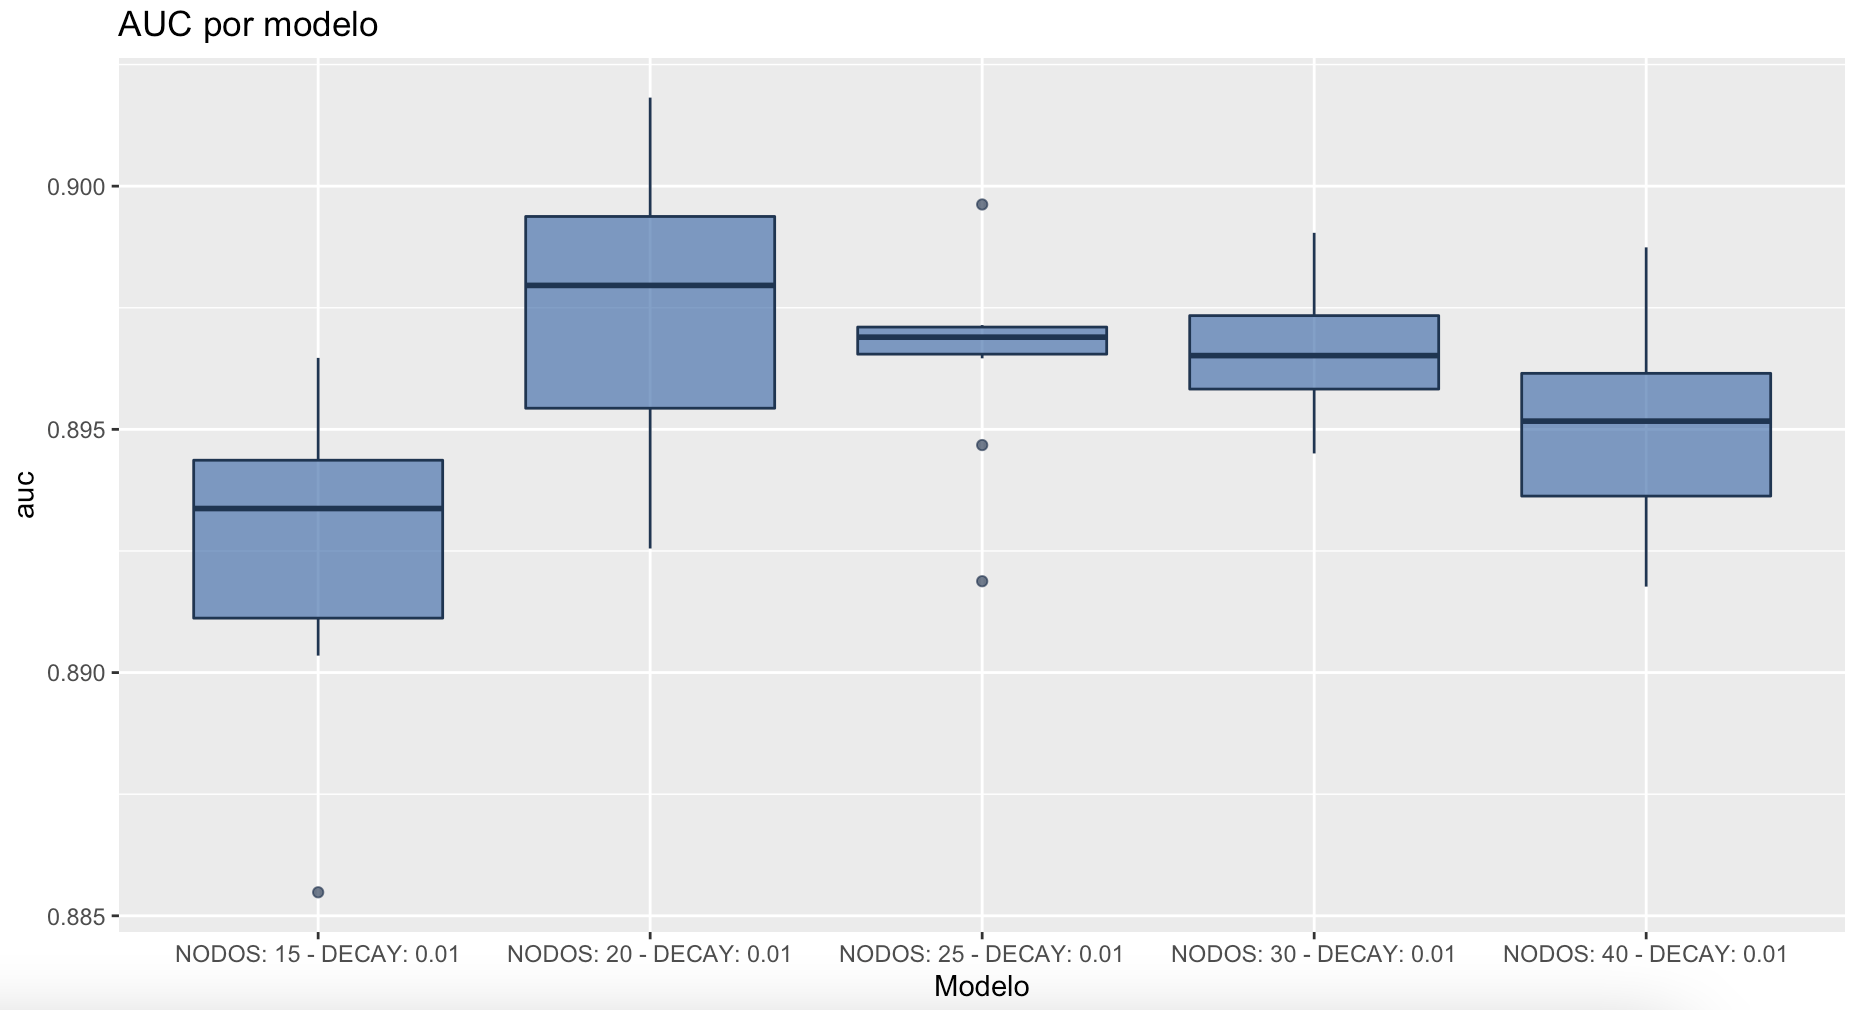 AUC por modelo
0.900
0.895
0.890
0.885
auc
NODOS: 15 - DECAY: 0.01
NODOS: 20 - DECAY: 0.01
NODOS: 25 - DECAY: 0.01
NODOS: 30 - DECAY: 0.01
NODOS: 40 - DECAY: 0.01
Modelo